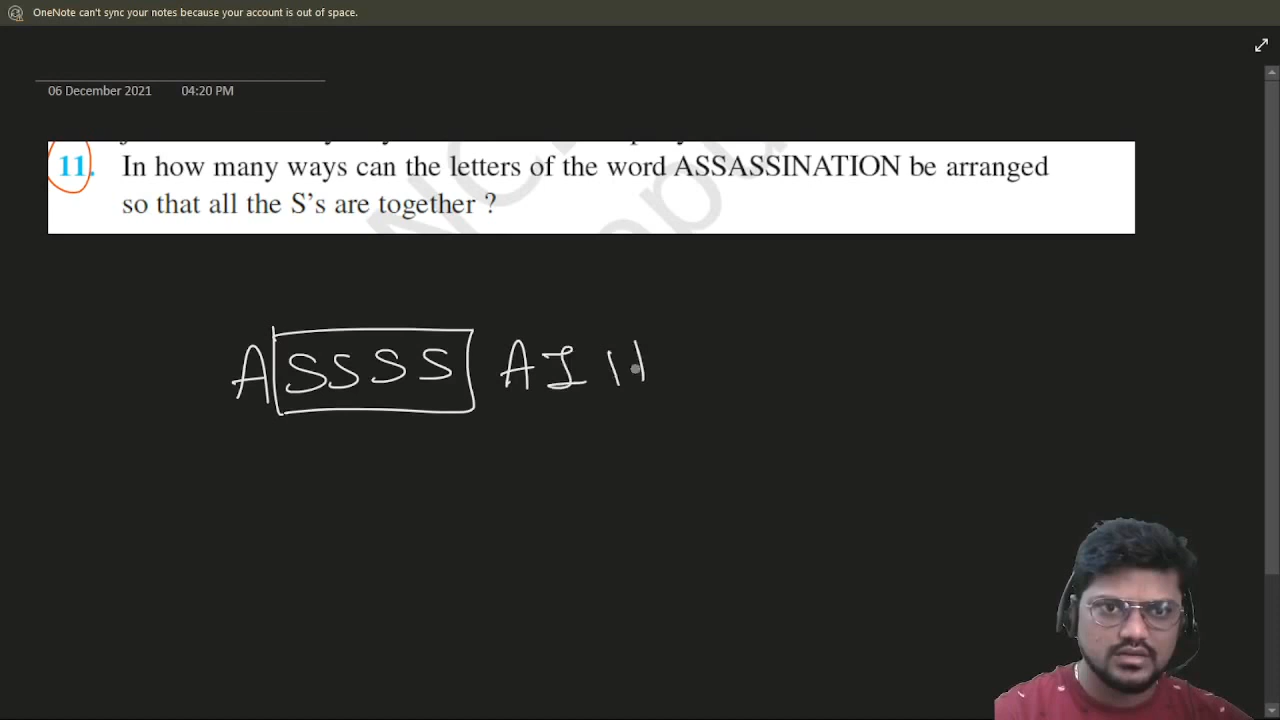 OneNote can't sync your notes because your account is out of space.
06 December 2021 04:20 PM
11. In how many ways can the letters of the word ASSASSINATION be arranged
so that all the S's are together ?
A SSSS A I